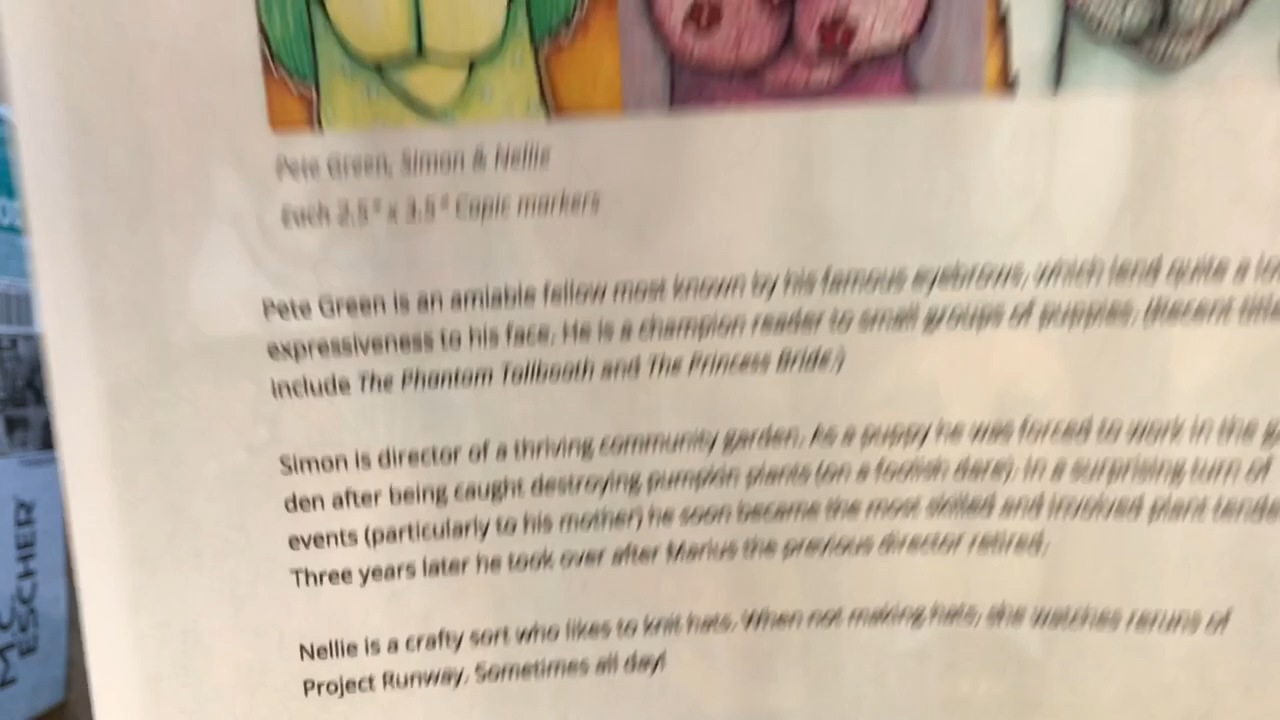 Pete Green, Simon & Nellie
Each 2.5" x 3.5" Copic markers
Pete Green is an amiable fellow most known by his famous eyebrows, which lend quite a
expressiveness to his face. He is a champion reader to small groups of puppies. (Recent
include The Phantom Tollbooth and The Princess Bride.)
Simon is director of a thriving community garden. As a puppy he was forced to work in the
den after being caught destroying pumpkin plants (on a foolish dare). In a surprising turn of
events (particularly to his mother) he soon became the most skilled and involved plant
Three years later he took over after Marius the previous director retired.
Nellie is a crafty sort who likes to knit hats. When not making hats, she watches reruns of
Project Runway. Sometimes all day!
MC
ESCHER